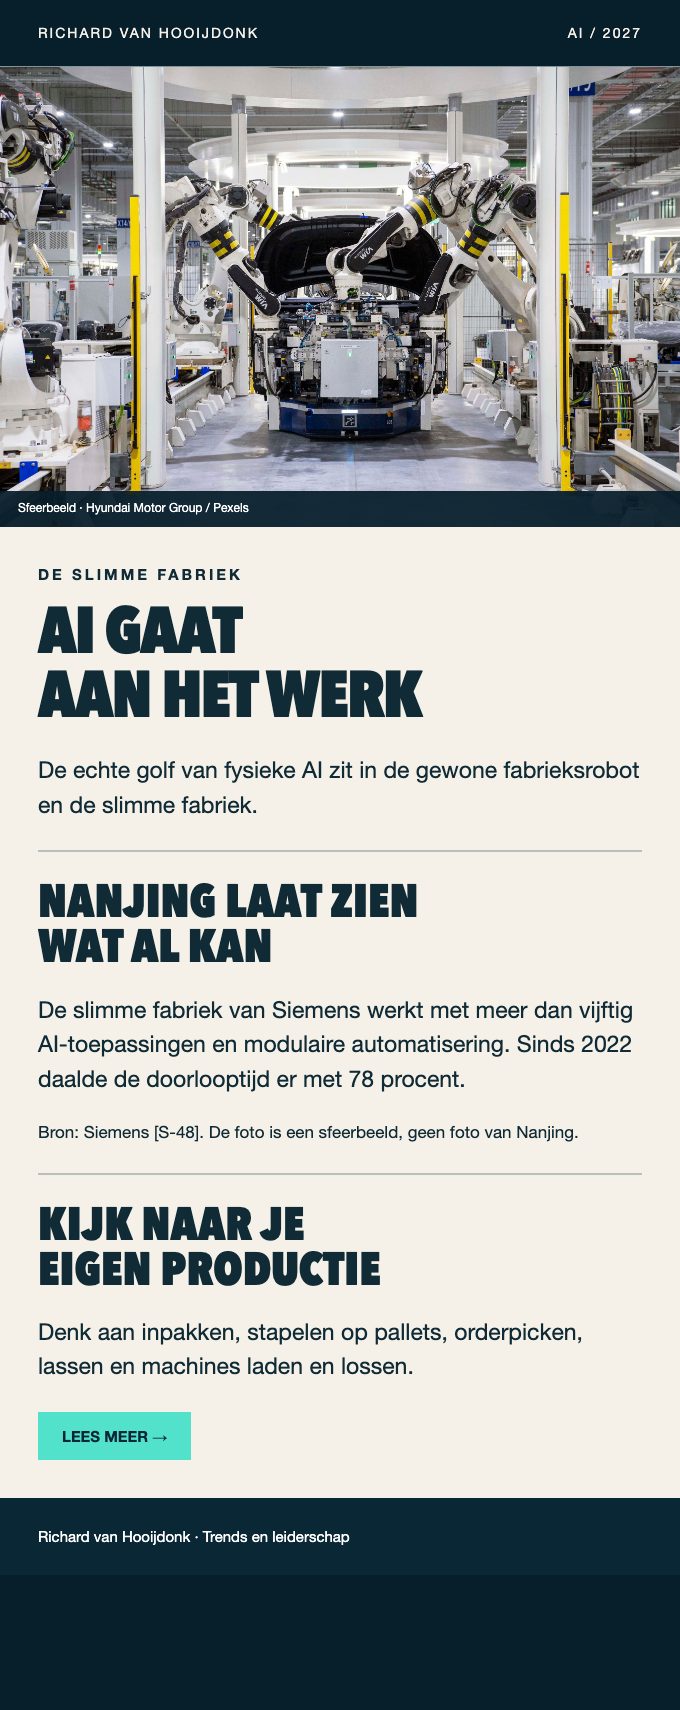 RICHARD VAN HOOIJDONK
AI / 2027
WIA
WIA
WIA
Sfeerbeeld · Hyundai Motor Group / Pexels
DE SLIMME FABRIEK
AI GAAT
AAN HET WERK
De echte golf van fysieke AI zit in de gewone fabrieksrobot
en de slimme fabriek.
NANJING LAAT ZIEN
WAT AL KAN
De slimme fabriek van Siemens werkt met meer dan vijftig
AI-toepassingen en modulaire automatisering. Sinds 2022
daalde de doorlooptijd er met 78 procent.
Bron: Siemens [S-48]. De foto is een sfeerbeeld, geen foto van Nanjing.
KIJK NAAR JE
EIGEN PRODUCTIE
Denk aan inpakken, stapelen op pallets, orderpicken,
lassen en machines laden en lossen.
LEES MEER →
Richard van Hooijdonk · Trends en leiderschap